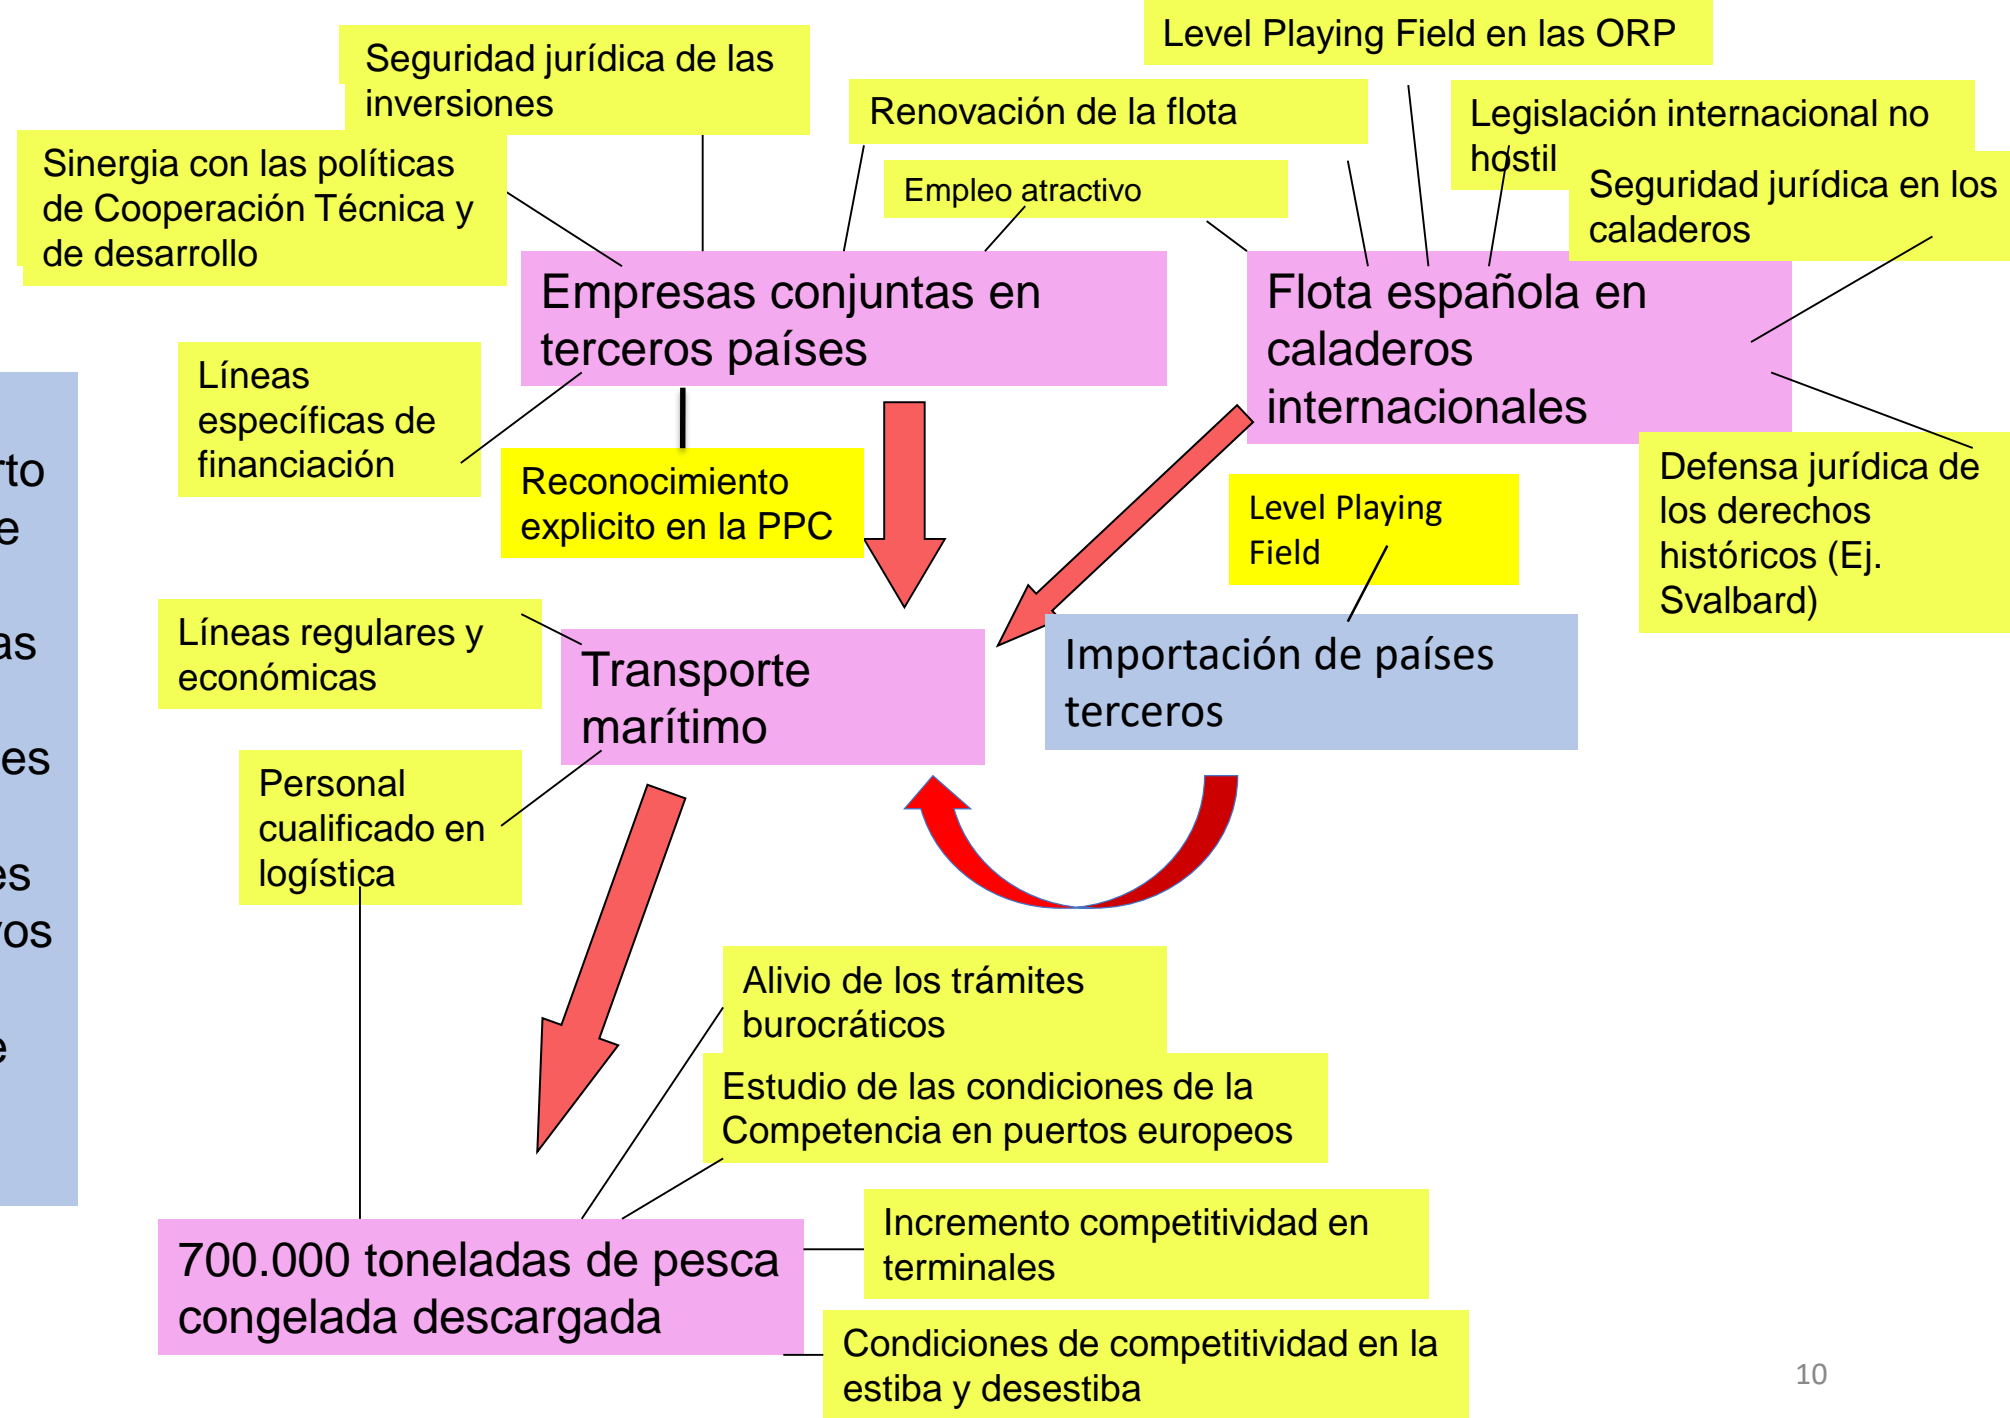 Level Playing Field en las ORP
Seguridad jurídica de las
inversiones
Renovación de la flota
Legislación internacional no
hostil
Sinergia con las políticas
de Cooperación Técnica y
de desarrollo
Empleo atractivo
Seguridad jurídica en los
caladeros
Empresas conjuntas en
terceros países
Flota española en
caladeros
internacionales
Líneas
específicas de
financiación
Reconocimiento
explicito en la PPC
Level Playing
Field
Defensa jurídica de
los derechos
históricos (Ej.
Svalbard)
Líneas regulares y
económicas
Transporte
marítimo
Importación de países
terceros
Personal
cualificado en
logística
Alivio de los trámites
burocráticos
Estudio de las condiciones de la
Competencia en puertos europeos
700.000 toneladas de pesca
congelada descargada
Incremento competitividad en
terminales
Condiciones de competitividad en la
estiba y desestiba
10